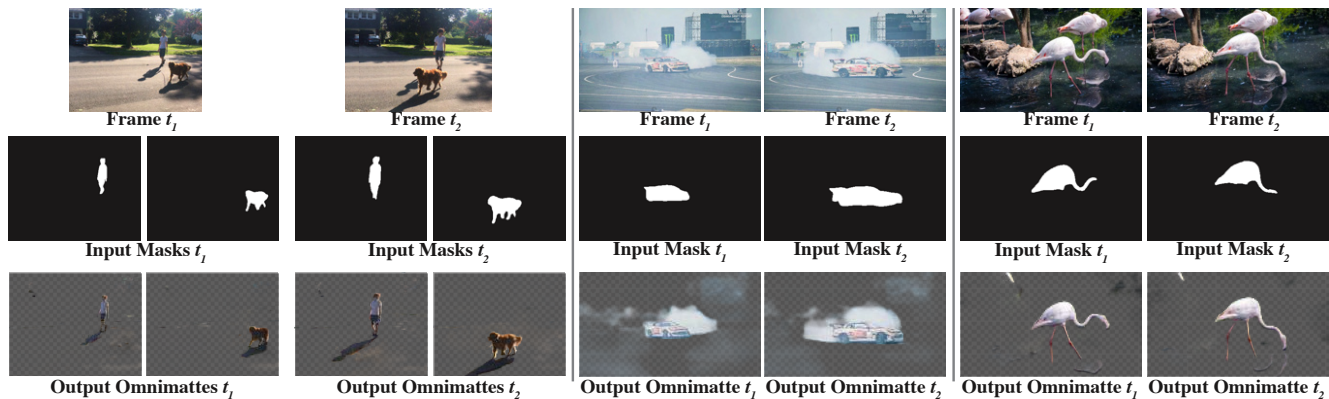 Frame t1 Frame t2 Frame t1 Frame t2 Frame t1 Frame t2
Input Masks t1 Input Masks t2 Input Mask t1 Input Mask t2 Input Mask t1 Input Mask t2
Output Omnimattes t1 Output Omnimattes t2 Output Omnimatte t1 Output Omnimatte t2 Output Omnimatte t1 Output Omnimatte t2